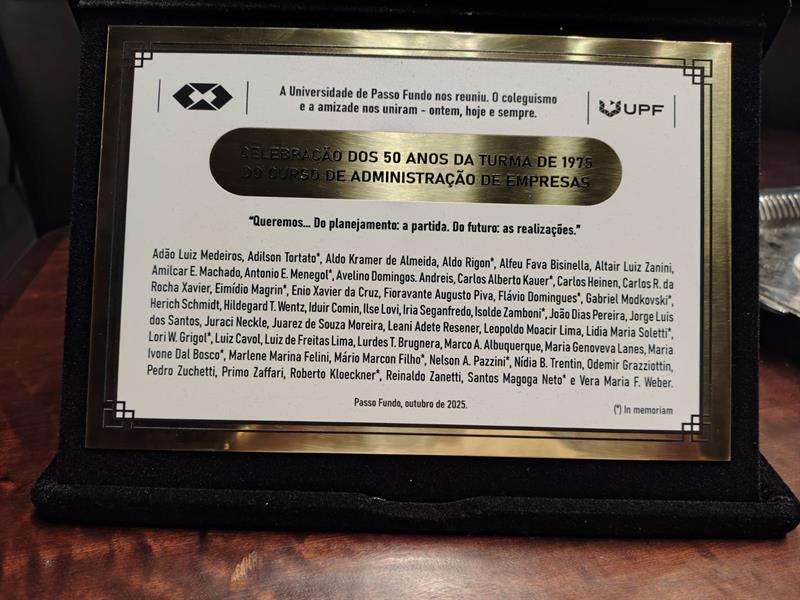 A Universidade de Passo Fundo nos reuniu. O coleguismo
e a amizade nos uniram - ontem, hoje e sempre.
UPF
CELEBRAÇÃO DOS 50 ANOS DA TURMA DE 1975
DO CURSO DE ADMINISTRAÇÃO DE EMPRESAS
“Queremos... Do planejamento: a partida. Do futuro: as realizações.”
Adão Luiz Medeiros, Adilson Tortato*, Aldo Kramer de Almeida, Aldo Rigon*, Alfeu Fava Bisinella, Altair Luiz Zanini,
Amilcar E. Machado, Antonio E. Menegol*, Avelino Domingos. Andreis, Carlos Alberto Kauer*, Carlos Heinen, Carlos R. da
Rocha Xavier, Eimídio Magrin*, Enio Xavier da Cruz, Fioravante Augusto Piva, Flávio Domingues*, Gabriel Modkovski*,
Herich Schmidt, Hildegard T. Wentz, Iduir Comin, Ilse Lovi, Iria Seganfredo, Isolde Zamboni*, João Dias Pereira, Jorge Luis
dos Santos, Juraci Neckle, Juarez de Souza Moreira, Leani Adete Resener, Leopoldo Moacir Lima, Lidia Maria Soletti*,
Lori W. Grigol*, Luiz Cavol, Luiz de Freitas Lima, Lurdes T. Brugnera, Marco A. Albuquerque, Maria Genoveva Lanes, Maria
Ivone Dal Bosco*, Marlene Marina Felini, Mário Marcon Filho*, Nelson A. Pazzini*, Nídia B. Trentin, Odemir Grazziottin,
Pedro Zuchetti, Primo Zaffari, Roberto Kloeckner*, Reinaldo Zanetti, Santos Magoga Neto* e Vera Maria F. Weber.
Passo Fundo, outubro de 2025.
(*) In memoriam